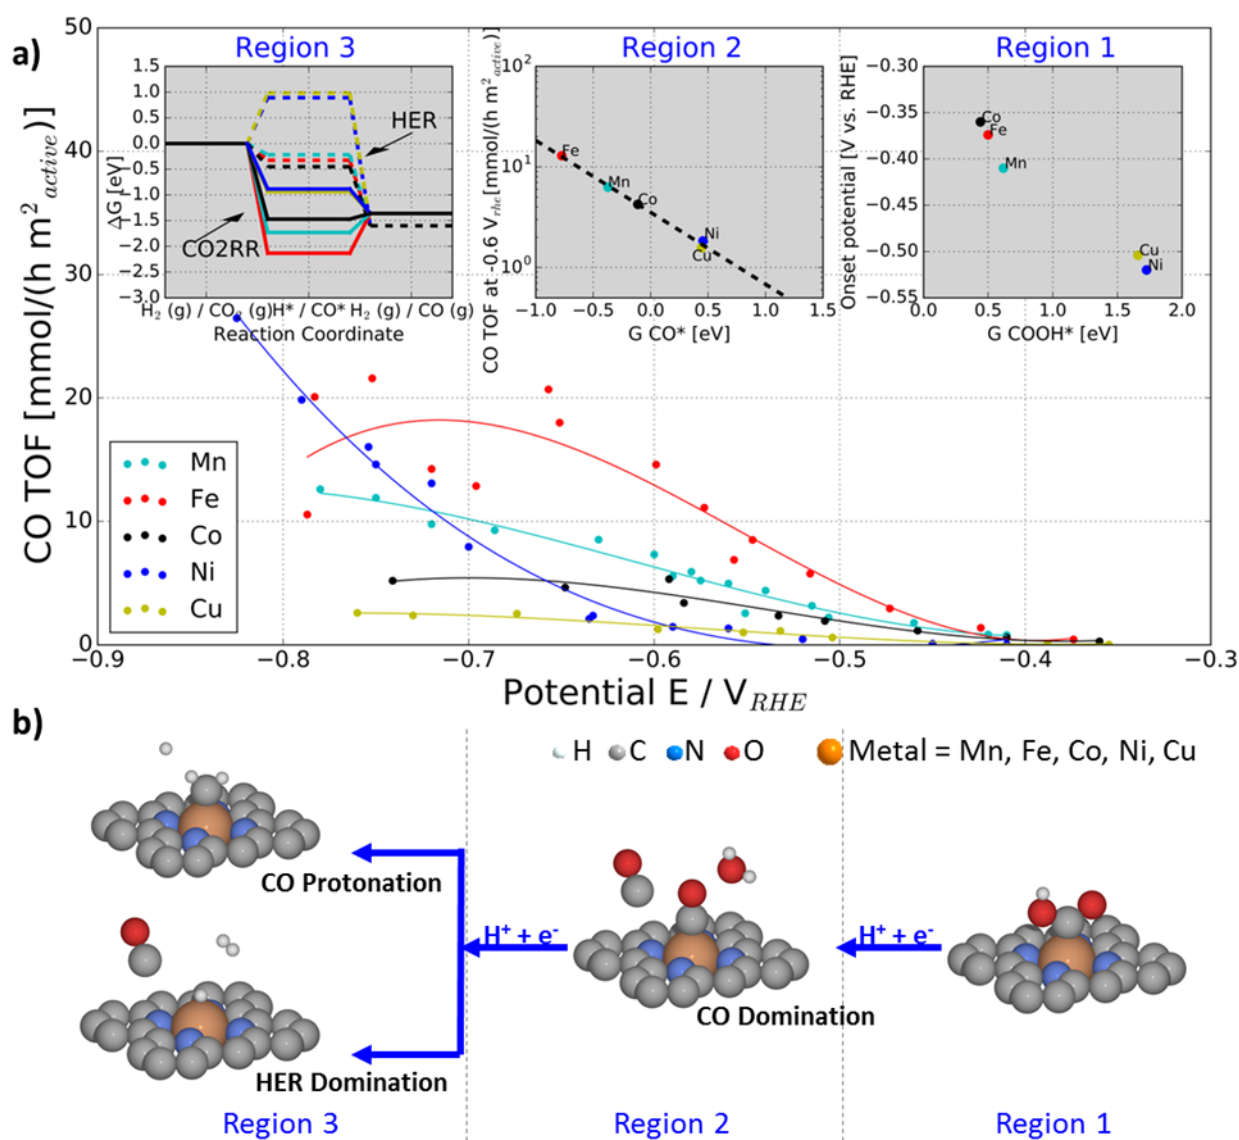 a)
Region 3
Region 2
Region 1
CO TOF [mmol/(h m² active)]
50
40
30
20
10
0
−0.9
−0.8
−0.7
−0.6
−0.5
−0.4
−0.3
Potential E / V_RHE
Mn
Fe
Co
Ni
Cu
ΔG [eV]
1.5
1.0
0.5
0.0
−0.5
−1.0
−1.5
−2.0
−2.5
−3.0
HER
CO2RR
H₂ (g) / CO₂ (g)
H* / CO*
H₂ (g) / CO (g)
Reaction Coordinate
CO TOF at -0.6 V_rhe [mmol/(h m² active)]
10²
10¹
10⁰
Fe
Mn
Co
Ni
Cu
−1.0
−0.5
0.0
0.5
1.0
1.5
G CO* [eV]
Onset potential [V vs. RHE]
−0.30
−0.35
−0.40
−0.45
−0.50
−0.55
Co
Fe
Mn
Cu
Ni
0.0
0.5
1.0
1.5
2.0
G COOH* [eV]
b)
H
C
N
O
Metal = Mn, Fe, Co, Ni, Cu
CO Protonation
H⁺ + e⁻
H⁺ + e⁻
CO Domination
HER Domination
Region 3
Region 2
Region 1